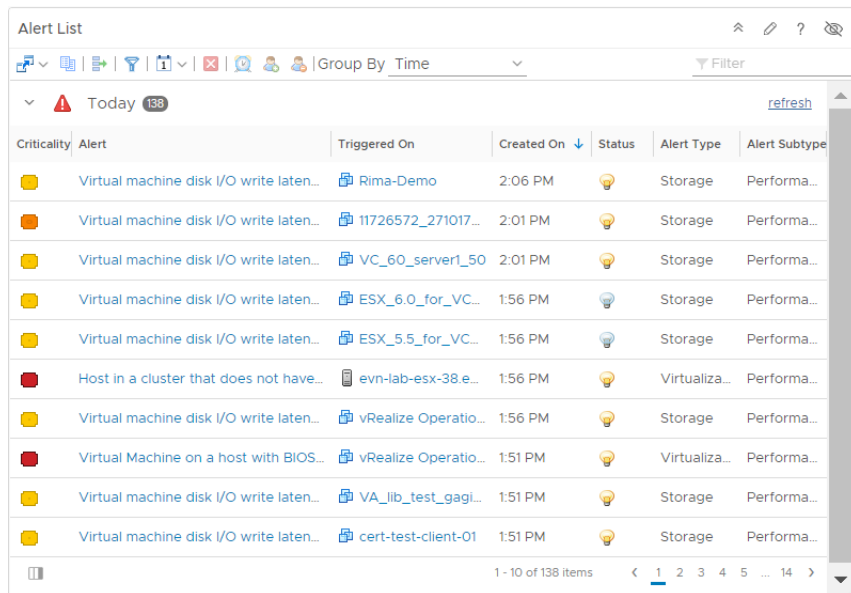 Alert List
?
1 Group By Time Filter
Today 138 refresh
Criticality Alert Triggered On Created On Status Alert Type Alert Subtype
Virtual machine disk I/O write laten... Rima-Demo 2:06 PM Storage Performa...
Virtual machine disk I/O write laten... 11726572_271017... 2:01 PM Storage Performa...
Virtual machine disk I/O write laten... VC_60_server1_50 2:01 PM Storage Performa...
Virtual machine disk I/O write laten... ESX_6.0_for_VC... 1:56 PM Storage Performa...
Virtual machine disk I/O write laten... ESX_5.5_for_VC... 1:56 PM Storage Performa...
Host in a cluster that does not have... evn-lab-esx-38.e... 1:56 PM Virtualiza... Performa...
Virtual machine disk I/O write laten... vRealize Operatio... 1:56 PM Storage Performa...
Virtual Machine on a host with BIOS... vRealize Operatio... 1:51 PM Virtualiza... Performa...
Virtual machine disk I/O write laten... VA_lib_test_gagi... 1:51 PM Storage Performa...
Virtual machine disk I/O write laten... cert-test-client-01 1:51 PM Storage Performa...
1 - 10 of 138 items 1 2 3 4 5 ... 14